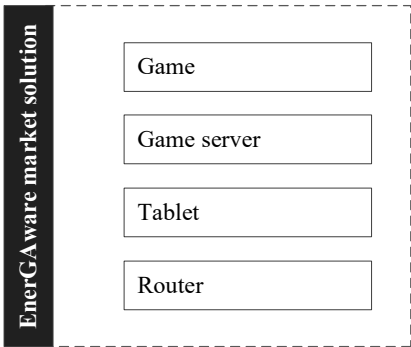 EnerGAware market solution
Game
Game server
Tablet
Router